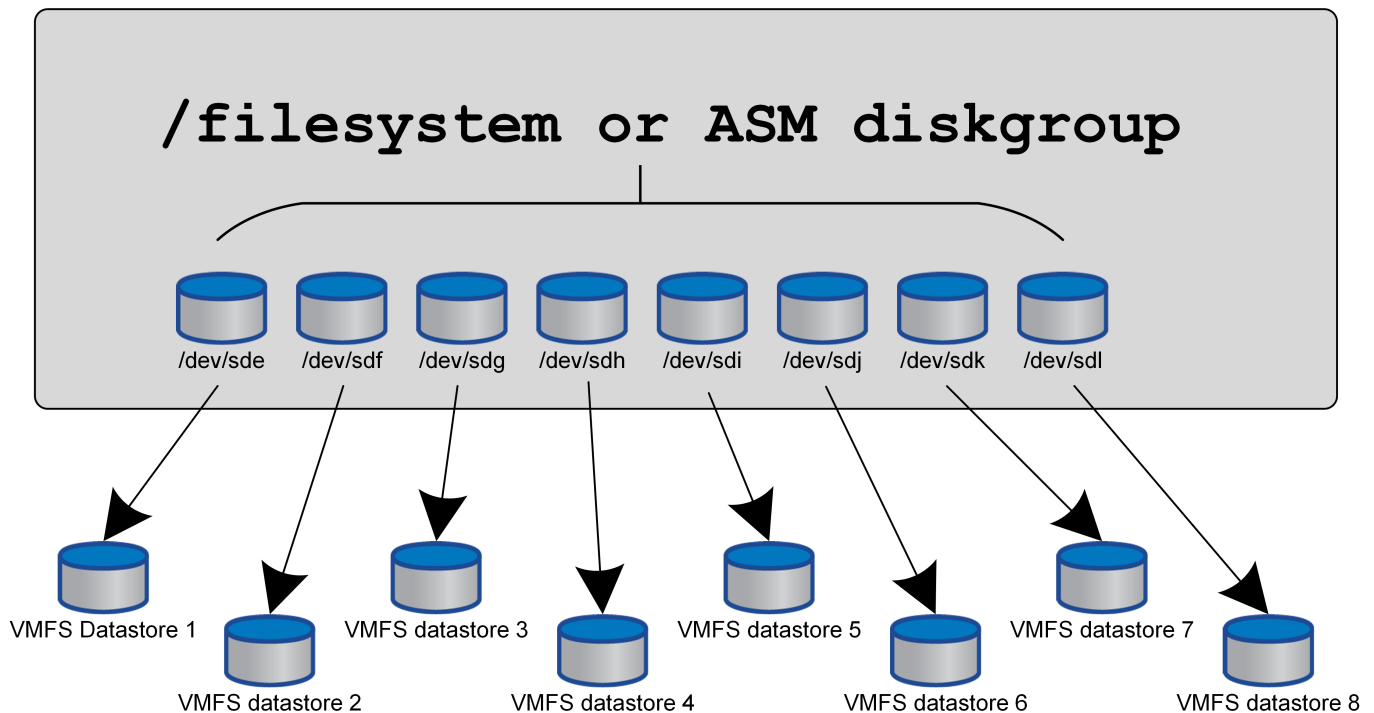 /filesystem or ASM diskgroup
/dev/sde /dev/sdf /dev/sdg /dev/sdh /dev/sdi /dev/sdj /dev/sdk /dev/sdl
VMFS Datastore 1 VMFS datastore 3 VMFS datastore 5 VMFS datastore 7
VMFS datastore 2 VMFS datastore 4 VMFS datastore 6 VMFS datastore 8